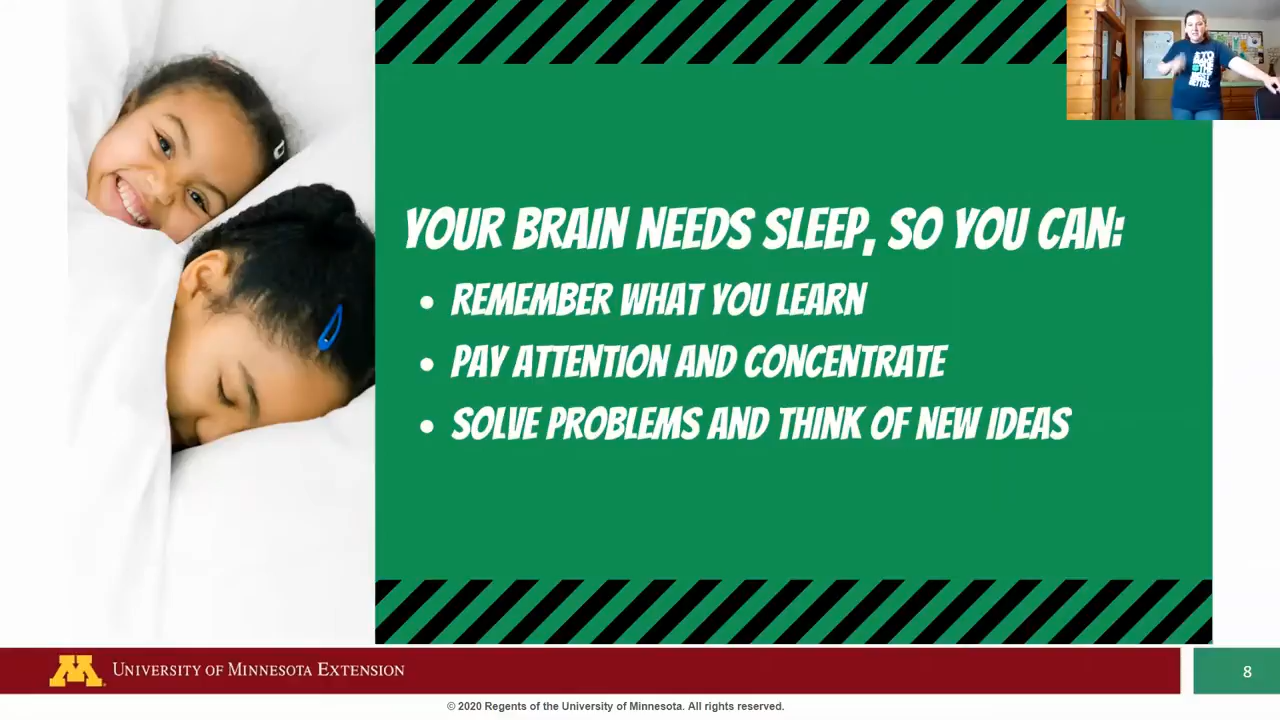 YOUR BRAIN NEEDS SLEEP, SO YOU CAN:
• REMEMBER WHAT YOU LEARN
• PAY ATTENTION AND CONCENTRATE
• SOLVE PROBLEMS AND THINK OF NEW IDEAS
M UNIVERSITY OF MINNESOTA EXTENSION
8
© 2020 Regents of the University of Minnesota. All rights reserved.